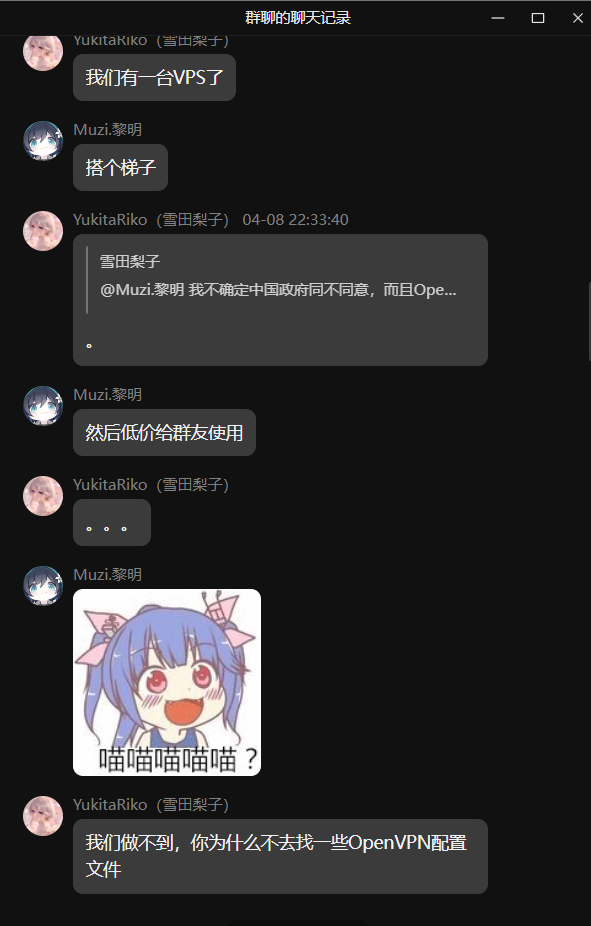 群聊的聊天记录
YukitaRiko（雪田梨子）
我们有一台VPS了
Muzi.黎明
搭个梯子
YukitaRiko（雪田梨子） 04-08 22:33:40
雪田梨子
@Muzi.黎明 我不确定中国政府同不同意，而且Ope...
。
Muzi.黎明
然后低价给群友使用
YukitaRiko（雪田梨子）
。。。
Muzi.黎明
喵喵喵喵喵？
YukitaRiko（雪田梨子）
我们做不到，你为什么不去找一些OpenVPN配置
文件